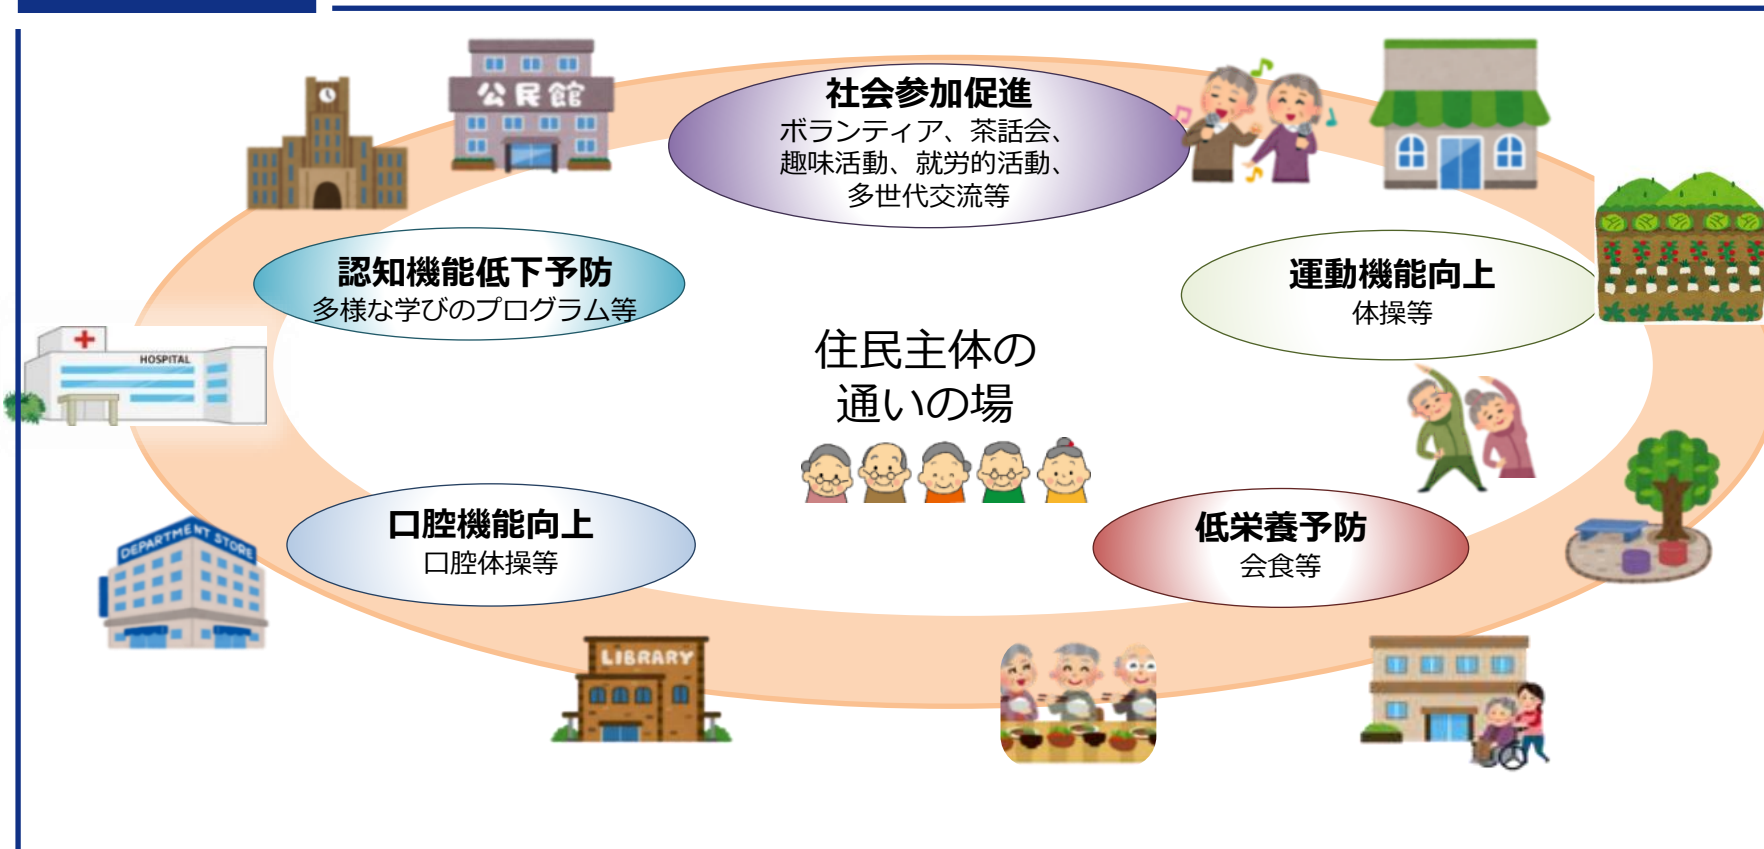 公民館
社会参加促進
ボランティア、茶話会、
趣味活動、就労的活動、
多世代交流等
認知機能低下予防
多様な学びのプログラム等
運動機能向上
体操等
HOSPITAL
住民主体の
通いの場
口腔機能向上
口腔体操等
低栄養予防
会食等
DEPARTMENT STORE
LIBRARY